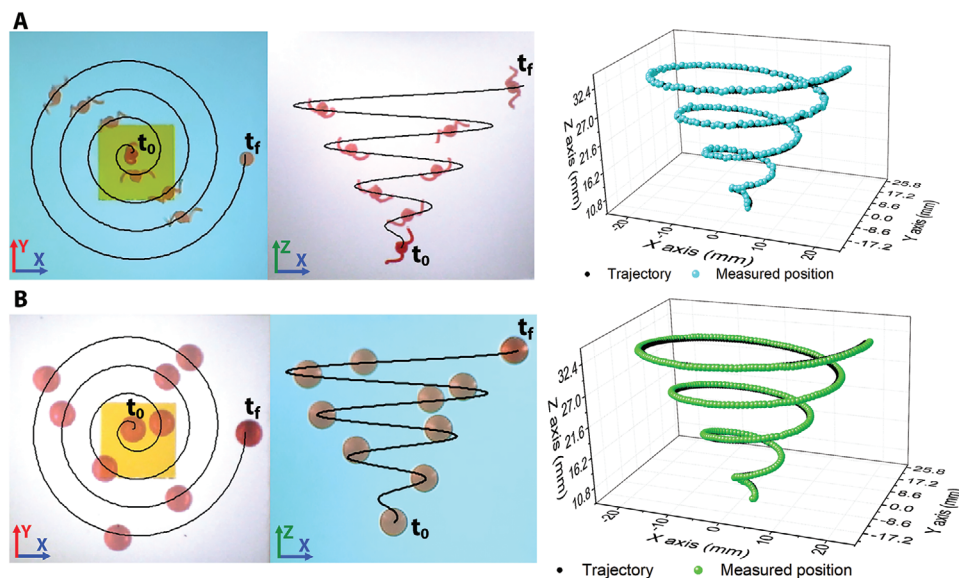 A
t₀
t_f
Y
X
t_f
t₀
Z
X
Z axis (mm)
32.4
27.0
21.6
16.2
10.8
-20
-10
0
10
20
X axis (mm)
25.8
17.2
8.6
0.0
-8.6
-17.2
Y axis (mm)
Trajectory Measured position
B
t₀
t_f
Y
X
t_f
t₀
Z
X
Z axis (mm)
32.4
27.0
21.6
16.2
10.8
-20
-10
0
10
20
X axis (mm)
25.8
17.2
8.6
0.0
-8.6
-17.2
Y axis (mm)
Trajectory Measured position